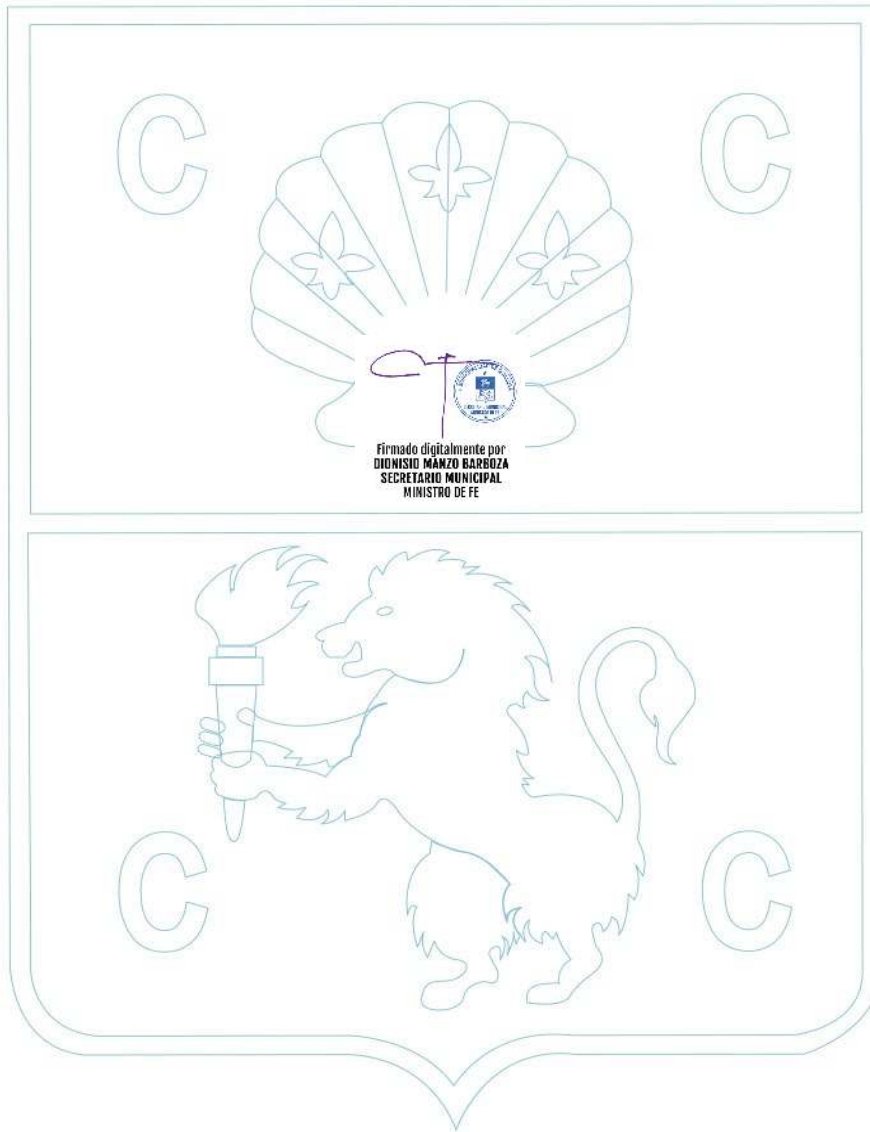 C C
Firmado digitalmente por
DIONISIO MANZO BARBOZA
SECRETARIO MUNICIPAL
MINISTRO DE FE
C C